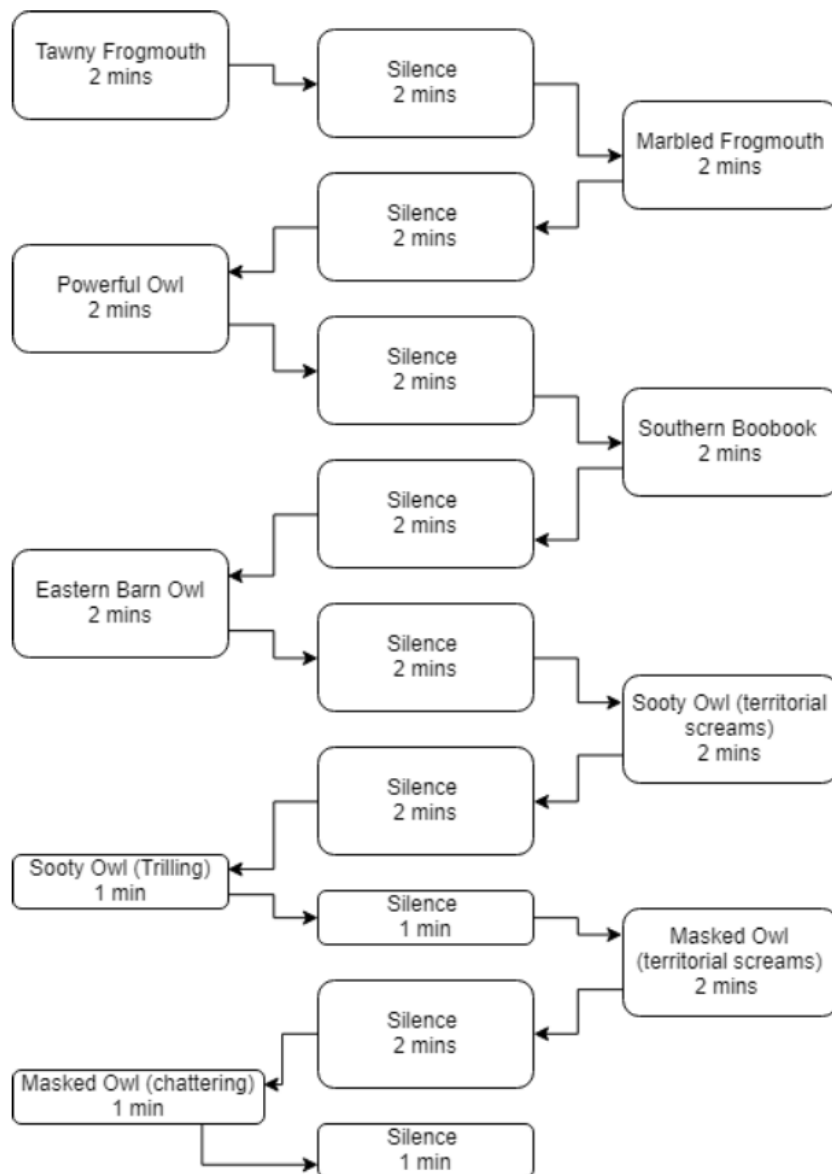 Tawny Frogmouth
2 mins
Silence
2 mins
Marbled Frogmouth
2 mins
Silence
2 mins
Powerful Owl
2 mins
Silence
2 mins
Southern Boobook
2 mins
Silence
2 mins
Eastern Barn Owl
2 mins
Silence
2 mins
Sooty Owl (territorial
screams)
2 mins
Silence
2 mins
Sooty Owl (Trilling)
1 min
Silence
1 min
Masked Owl
(territorial screams)
2 mins
Silence
2 mins
Masked Owl (chattering)
1 min
Silence
1 min